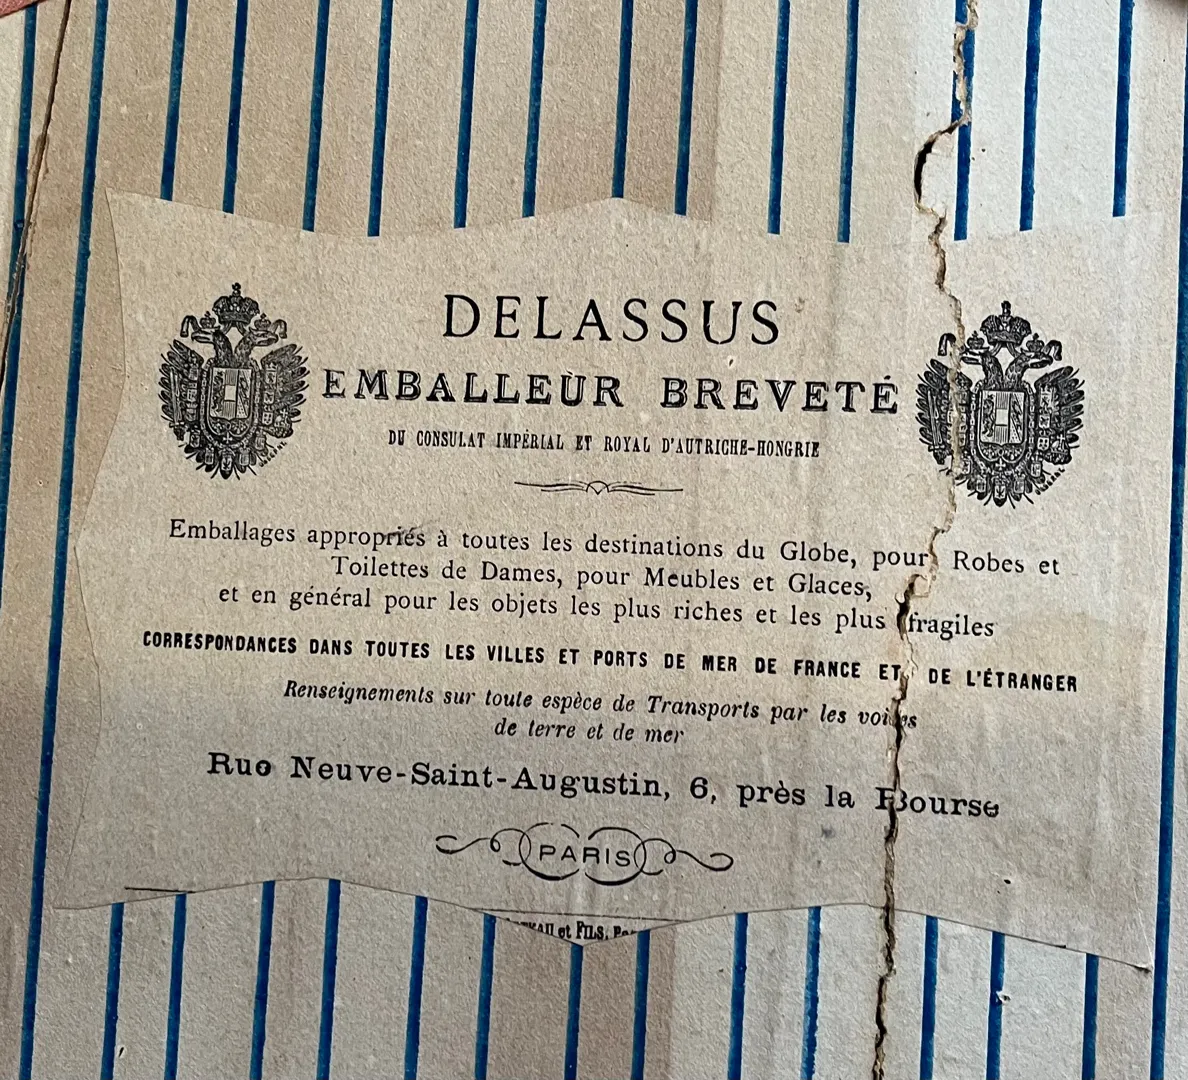 DELASSUS
EMBALLEUR BREVETÉ
DU CONSULAT IMPÉRIAL ET ROYAL D'AUTRICHE-HONGRIE
Emballages appropriés à toutes les destinations du Globe, pour Robes et
Toilettes de Dames, pour Meubles et Glaces,
et en général pour les objets les plus riches et les plus fragiles
CORRESPONDANCES DANS TOUTES LES VILLES ET PORTS DE MER DE FRANCE ET DE L'ÉTRANGER
Renseignements sur toute espèce de Transports par les voies
de terre et de mer
Rue Neuve-Saint-Augustin, 6, près la Bourse
PARIS
et FILS,